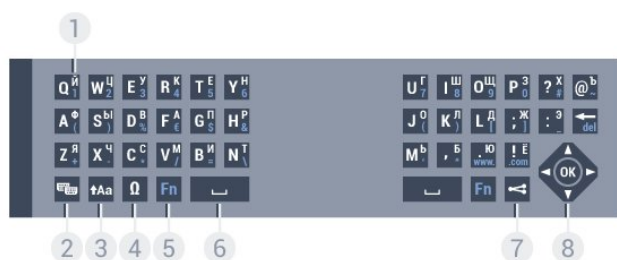 1
Q Й 1 W Ц 2 E У 3 R К 4 T Е 5 Y Н 6 U Г 7 I Ш 8 O Щ 9 P З 0 ? Х # @ Ъ ~
A Ф ( S Ы ) D В % F А € G П $ H Р & J О ( K Л ) L Д [ ; Ж ] : Э _ del
Z Я + X Ч - C С * V М / B И = N Т \ M Ь . , Б * . Ю www. ! Ё .com OK
Aa Ω Fn Fn
2 3 4 5 6 7 8